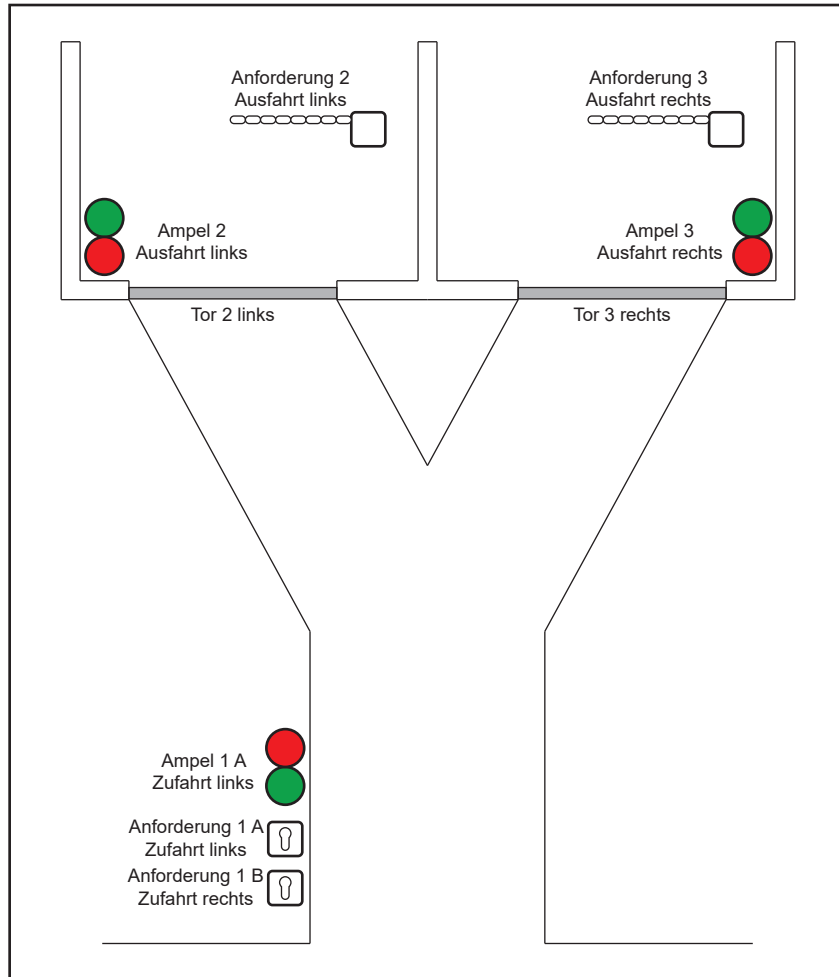 Anforderung 2
Ausfahrt links
Anforderung 3
Ausfahrt rechts
Ampel 2
Ausfahrt links
Ampel 3
Ausfahrt rechts
Tor 2 links
Tor 3 rechts
Ampel 1 A
Zufahrt links
Anforderung 1 A
Zufahrt links
Anforderung 1 B
Zufahrt rechts